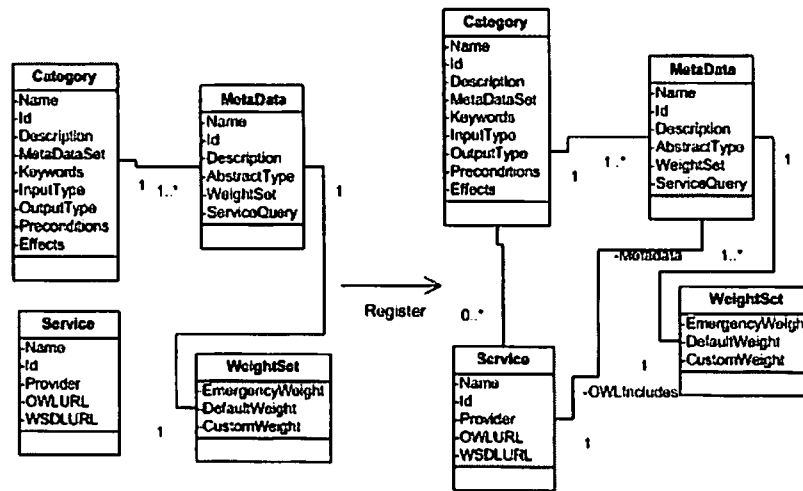 Category
-Name
-Id
-Description
-MetaDataSet
-Keywords
-InputType
-OutputType
-Preconditions
-Effects
MetaData
-Name
-Id
-Description
-AbstractType
-WeightSet
-ServiceQuery
1
1..*
1
Service
-Name
-Id
-Provider
-OWLURL
-WSDLURL
WeightSet
-EmergencyWeight
-DefaultWeight
-CustomWeight
1
Register
Category
-Name
-Id
-Description
-MetaDataSet
-Keywords
-InputType
-OutputType
-Preconditions
-Effects
MetaData
-Name
-Id
-Description
-AbstractType
-WeightSet
-ServiceQuery
1
1..*
1
-Metadata
1..*
0..*
Service
-Name
-Id
-Provider
-OWLURL
-WSDLURL
WeightSet
-EmergencyWeight
-DefaultWeight
-CustomWeight
1
-OWLIncludes
1